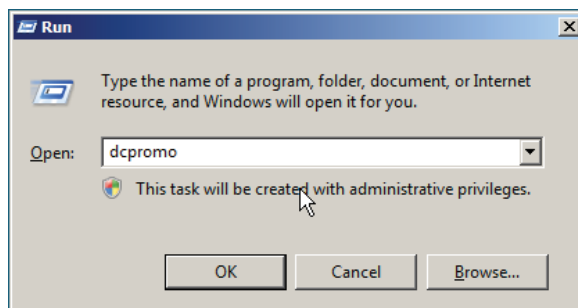 Run
Type the name of a program, folder, document, or Internet
resource, and Windows will open it for you.
Open: dcpromo
This task will be created with administrative privileges.
OK Cancel Browse...